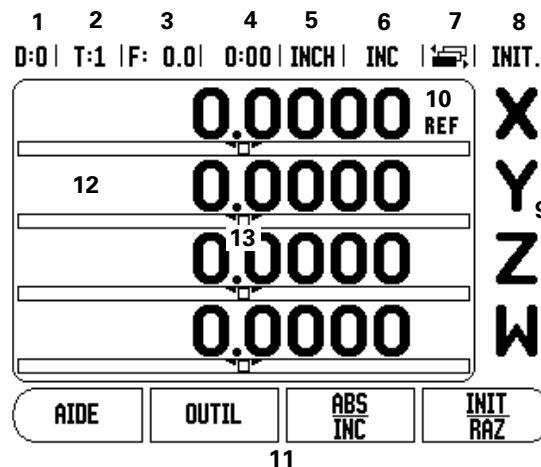 1 2 3 4 5 6 7 8
D:0 | T:1 | F: 0.0 | 0:00 | INCH | INC | | INIT.
0.0000 10 REF X
12 0.0000 Y 9
13 0.0000 Z
0.0000 W
AIDE OUTIL ABS INIT
INC RAZ
11